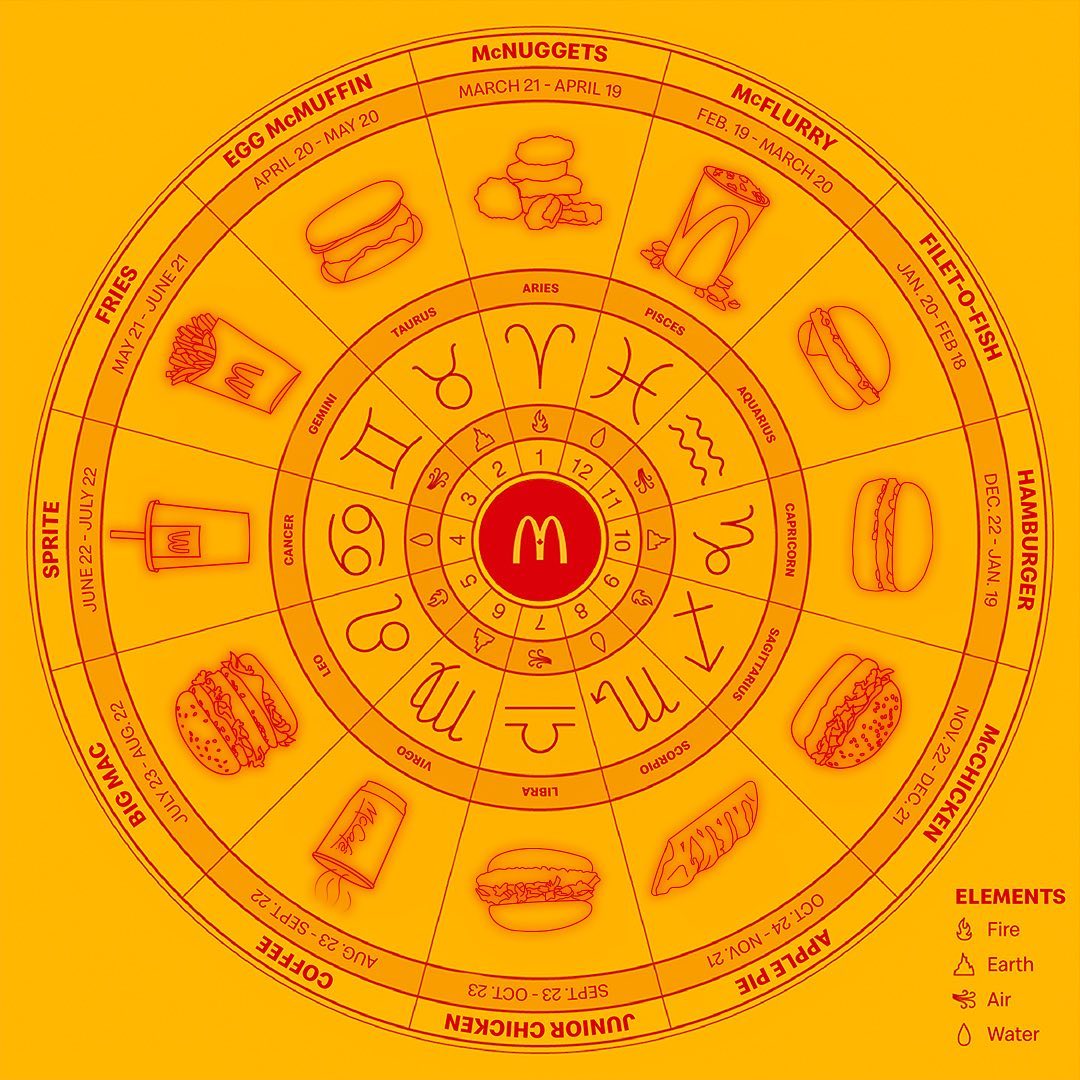 McNUGGETS
MARCH 21 - APRIL 19
McFLURRY
FEB. 19 - MARCH 20
FILET-O-FISH
JAN. 20- FEB 18
HAMBURGER
DEC. 22 - JAN. 19
McCHICKEN
NOV. 22 - DEC. 21
APPLE PIE
OCT. 24 - NOV. 21
JUNIOR CHICKEN
SEPT. 23 - OCT. 23
COFFEE
AUG. 23 - SEPT. 22
BIG MAC
JULY 23 - AUG. 22
SPRITE
JUNE 22 - JULY 22
FRIES
MAY 21 - JUNE 21
EGG McMUFFIN
APRIL 20 - MAY 20
McCafé
ARIES
PISCES
AQUARIUS
CAPRICORN
SAGITTARIUS
SCORPIO
LIBRA
VIRGO
LEO
CANCER
GEMINI
TAURUS
1
12
11
10
9
8
7
6
5
4
3
2
ELEMENTS
Fire
Earth
Air
Water